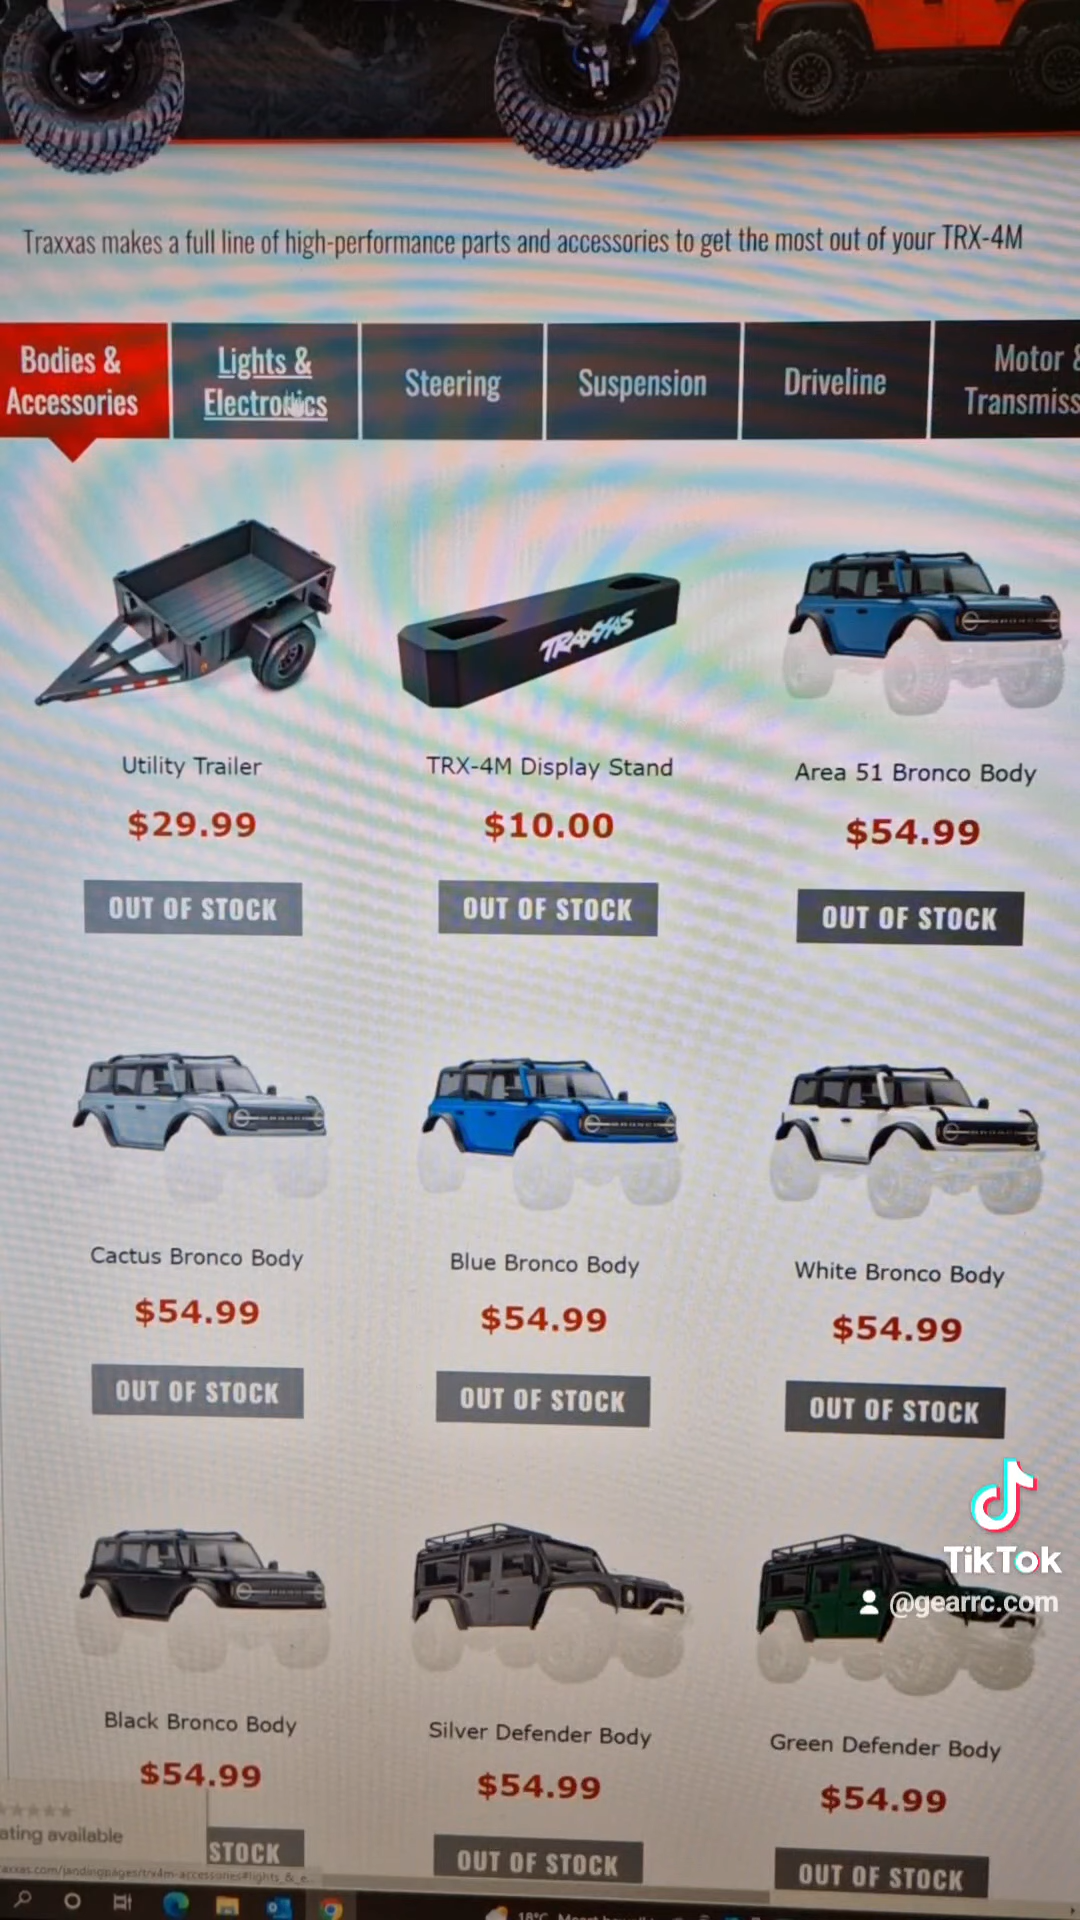 Traxxas makes a full line of high-performance parts and accessories to get the most out of your TRX-4M
Bodies &
Accessories
Lights &
Electronics
Steering
Suspension
Driveline
Motor &
TRAXXAS
Utility Trailer
$29.99
OUT OF STOCK
TRX-4M Display Stand
$10.00
OUT OF STOCK
Area 51 Bronco Body
$54.99
OUT OF STOCK
Cactus Bronco Body
$54.99
OUT OF STOCK
Blue Bronco Body
$54.99
OUT OF STOCK
White Bronco Body
$54.99
OUT OF STOCK
TikTok
@gearrc.com
Black Bronco Body
$54.99
STOCK
Silver Defender Body
$54.99
OUT OF STOCK
Green Defender Body
$54.99
OUT OF STOCK
available
18°C